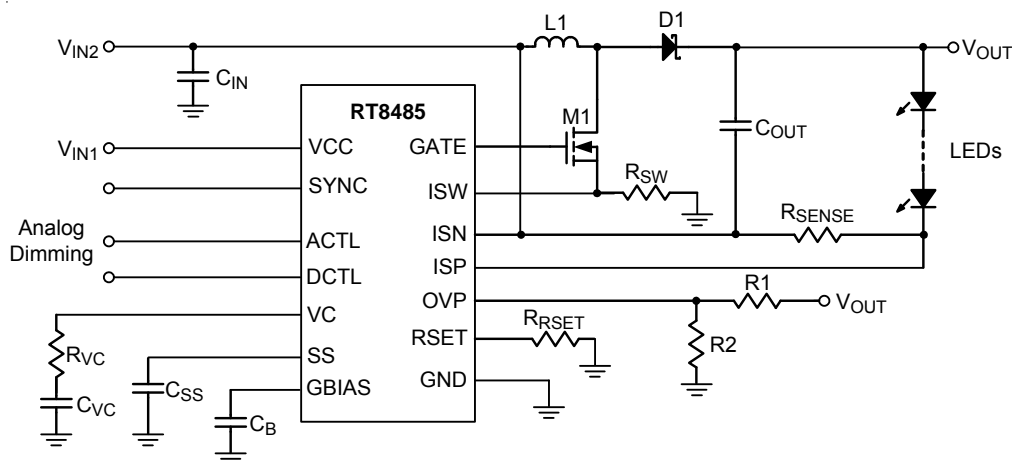 L1
D1
VIN2
VOUT
CIN
RT8485
M1
COUT
LEDs
VIN1
VCC
GATE
SYNC
ISW
RSW
Analog
Dimming
ACTL
ISN
RSENSE
DCTL
ISP
VC
OVP
R1
VOUT
RVC
SS
RSET
RRSET
R2
CVC
CSS
GBIAS
GND
CB